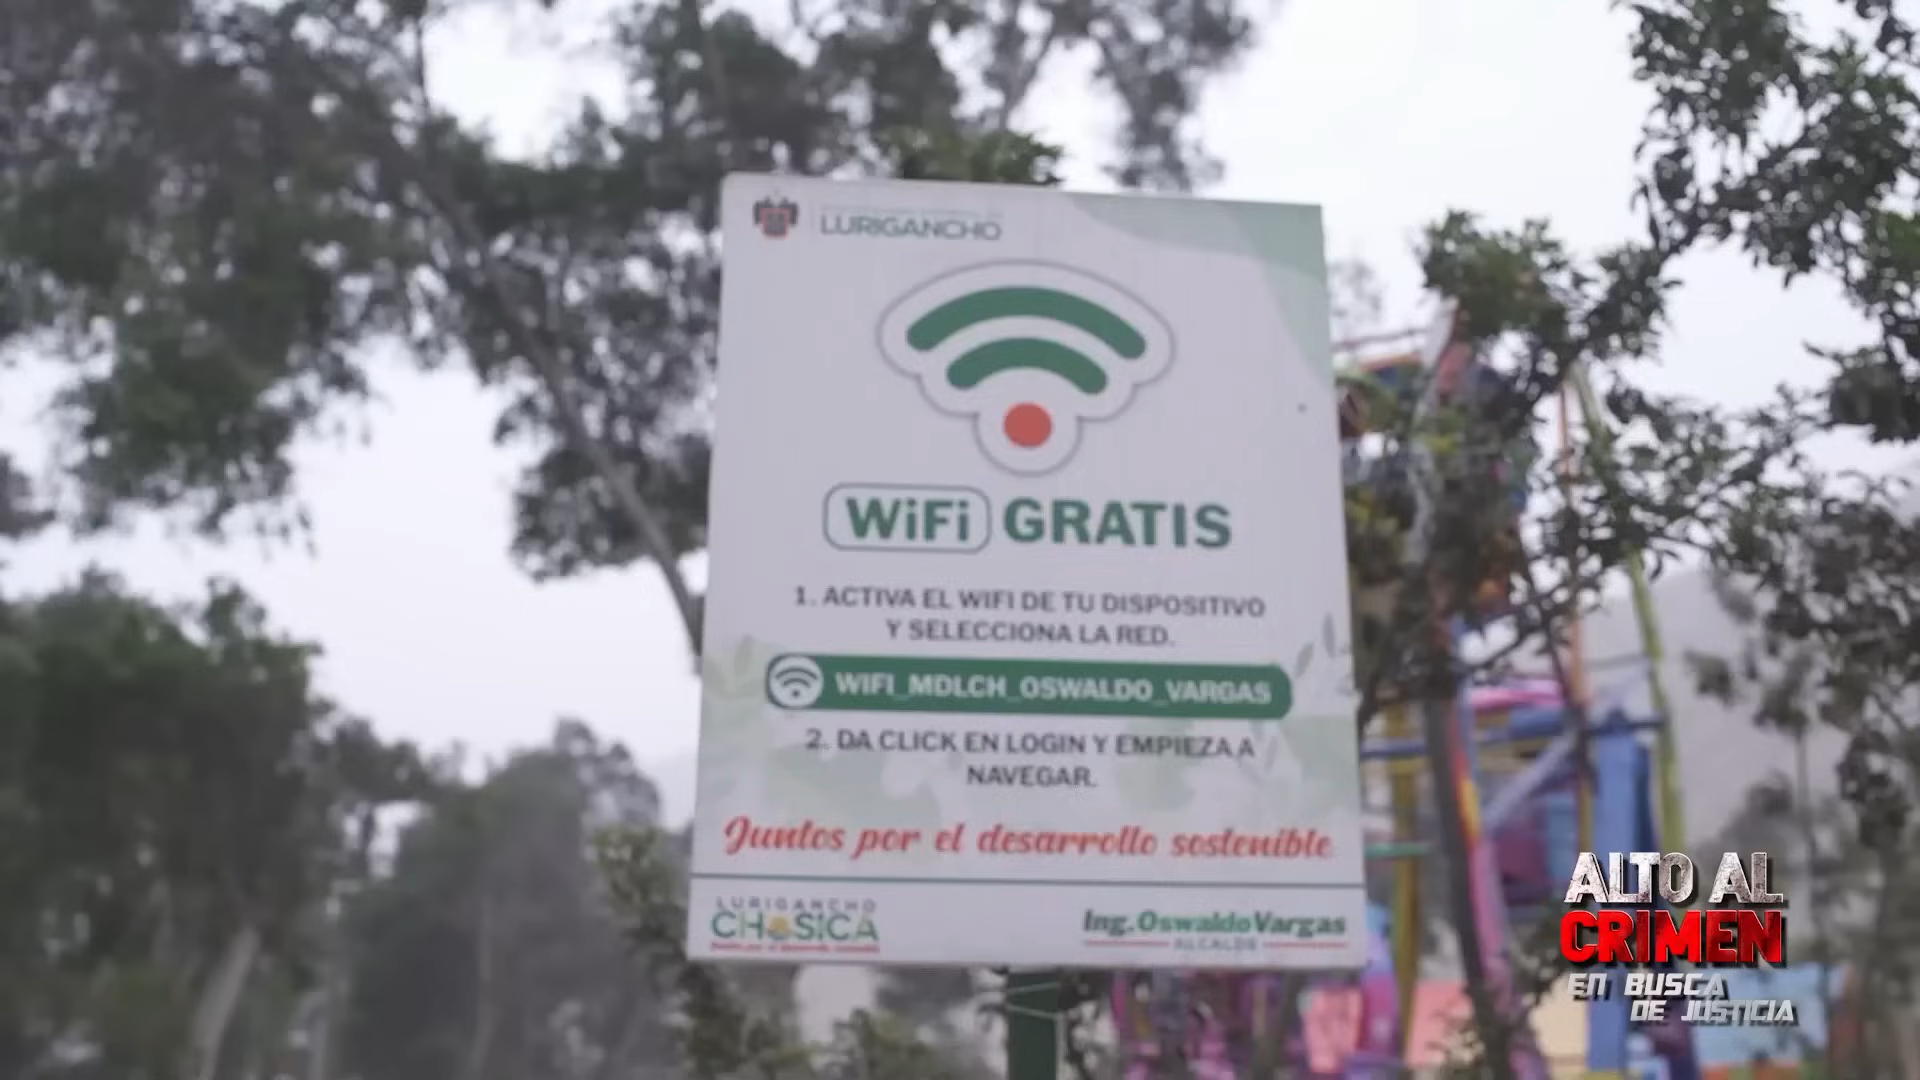 LURIGANCHO
WiFi GRATIS
1. ACTIVA EL WIFI DE TU DISPOSITIVO
Y SELECCIONA LA RED.
WIFI_MDLCH_OSWALDO_VARGAS
2. DA CLICK EN LOGIN Y EMPIEZA A
NAVEGAR.
Juntos por el desarrollo sostenible
LURIGANCHO
CHOSICA
Ing. Oswaldo Vargas
ALCALDE
ALTO AL
CRIMEN
EN BUSCA
DE JUSTICIA